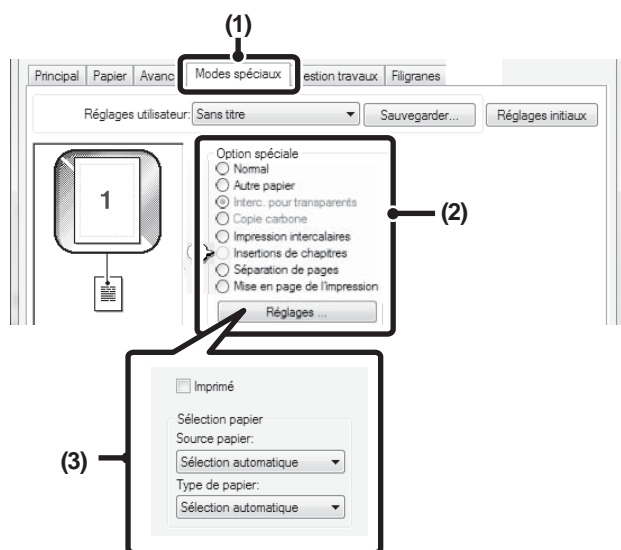 (1)
Principal Papier Avanc Modes spéciaux estion travaux Filigranes
Réglages utilisateur: Sans titre Sauvegarder... Réglages initiaux
Option spéciale
Normal
Autre papier
Interc. pour transparents
Copie carbone
Impression intercalaires
Insertions de chapitres
Séparation de pages
Mise en page de l'impression
Réglages ...
1
(2)
Imprimé
Sélection papier
Source papier:
Sélection automatique
Type de papier:
Sélection automatique
(3)